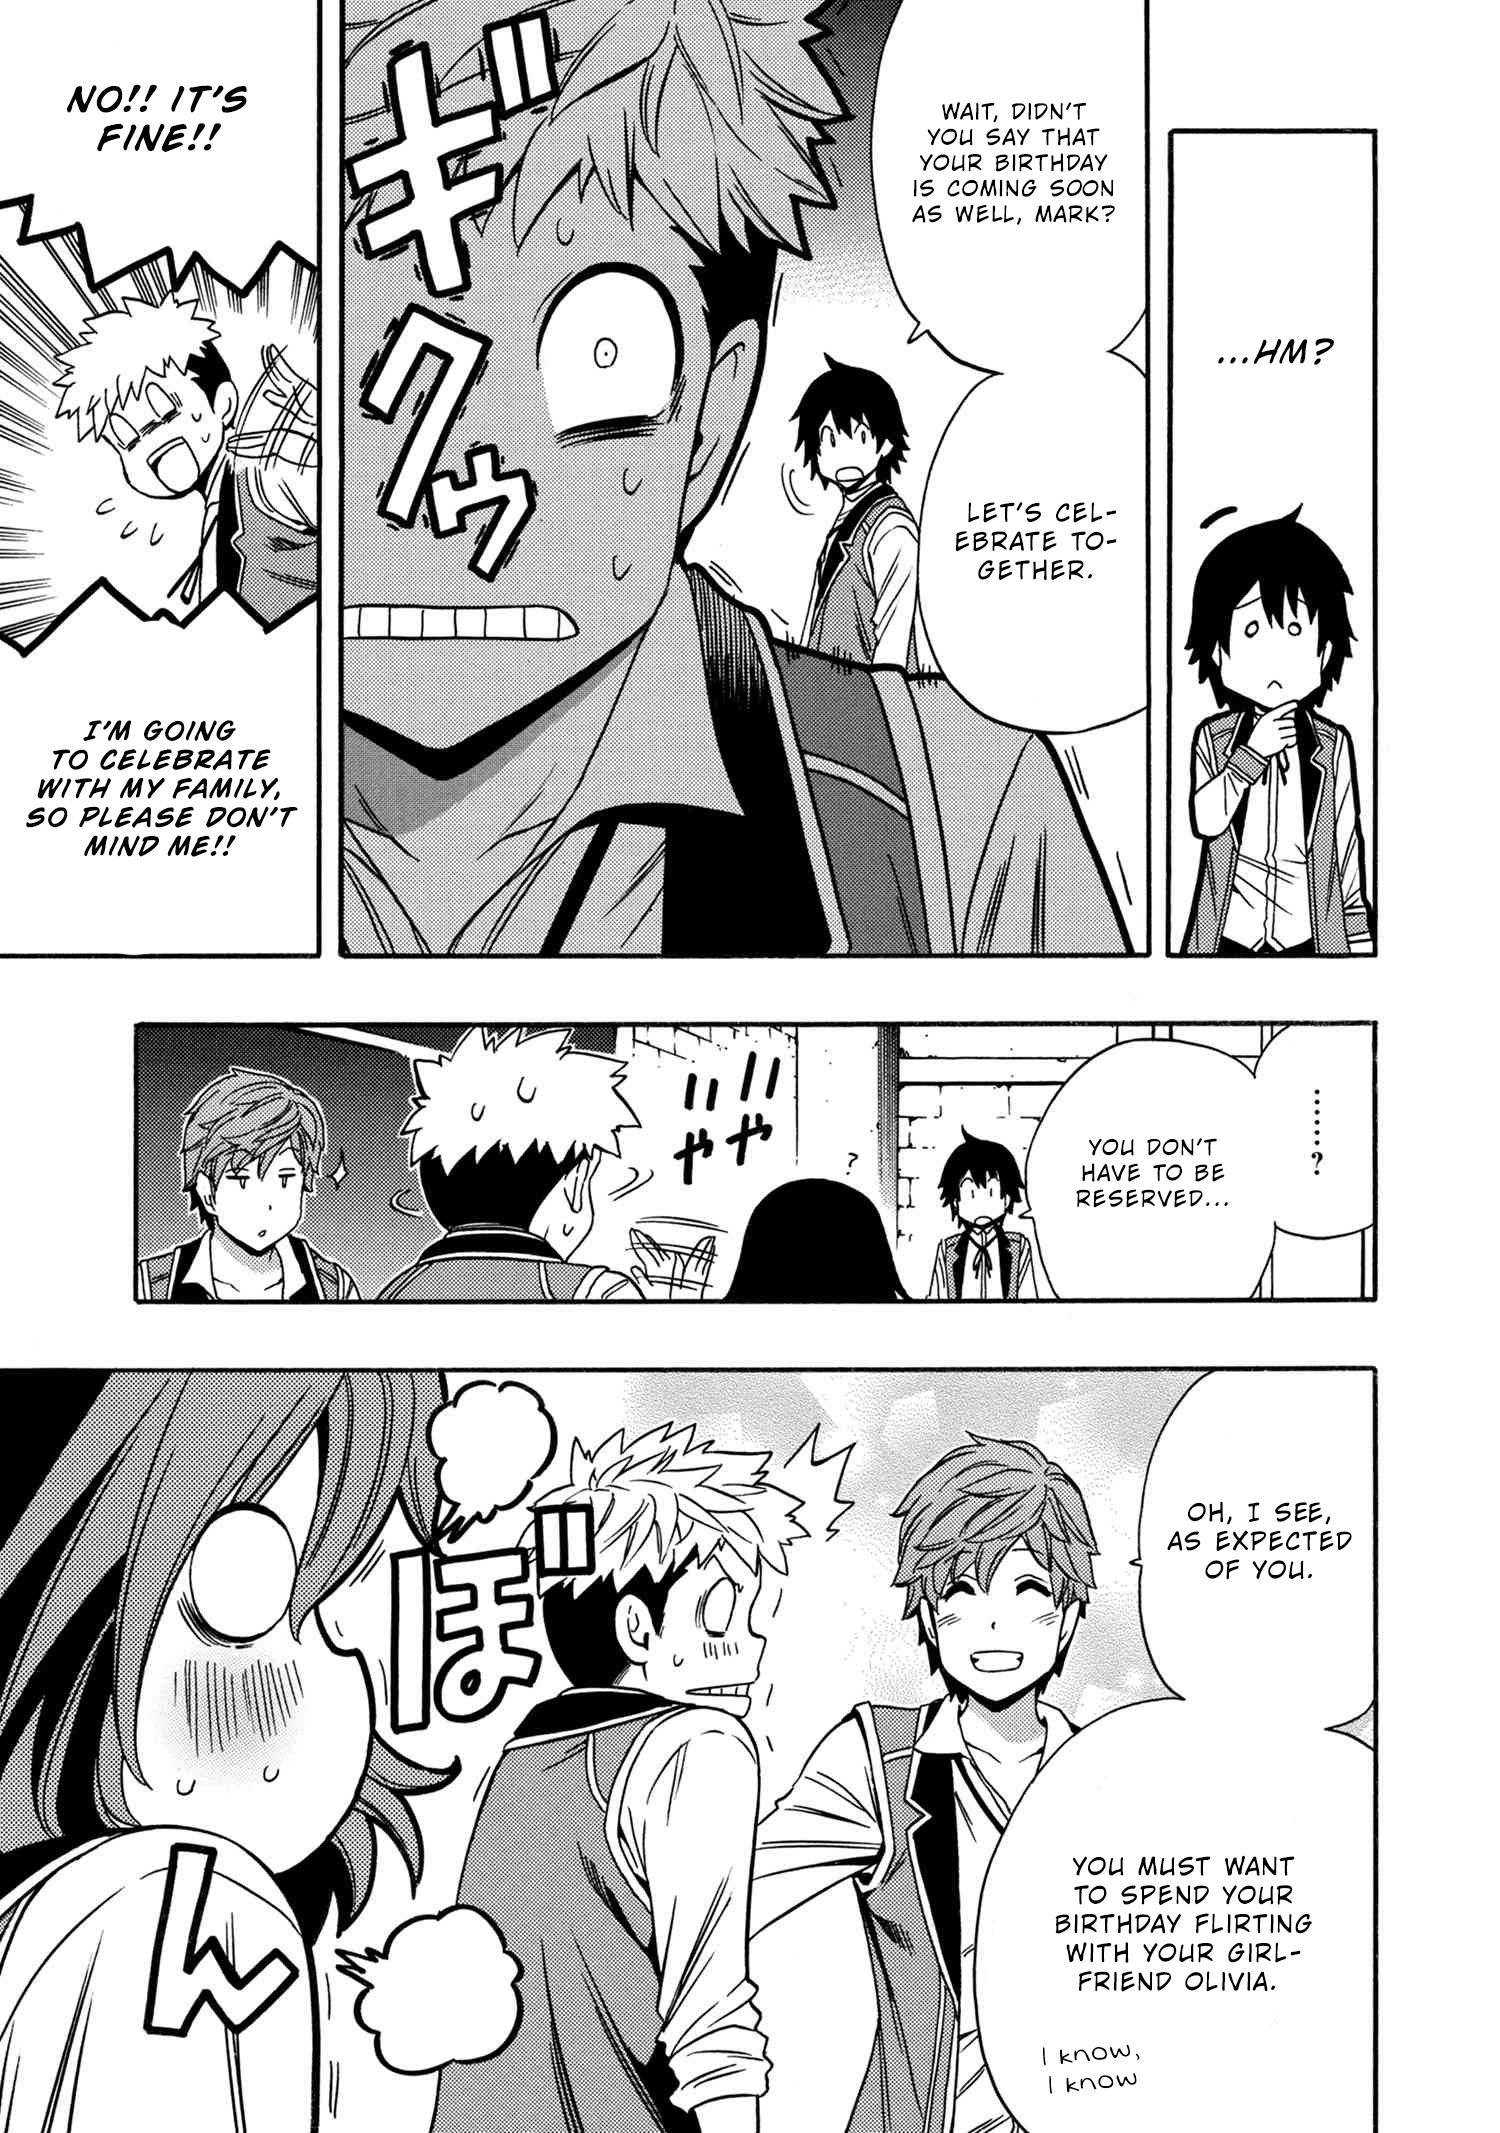 ...HM?
WAIT, DIDN'T
YOU SAY THAT
YOUR BIRTHDAY
IS COMING SOON
AS WELL, MARK?
LET'S CEL-
EBRATE TO-
GETHER.
ギ
クゥ
NO!! IT'S
FINE!!
I'M GOING
TO CELEBRATE
WITH MY FAMILY,
SO PLEASE DON'T
MIND ME!!
......?
YOU DON'T
HAVE TO BE
RESERVED...
?
やや
OH, I SEE,
AS EXPECTED
OF YOU.
YOU MUST WANT
TO SPEND YOUR
BIRTHDAY FLIRTING
WITH YOUR GIRL-
FRIEND OLIVIA.
I know,
I know
ぼ
ん